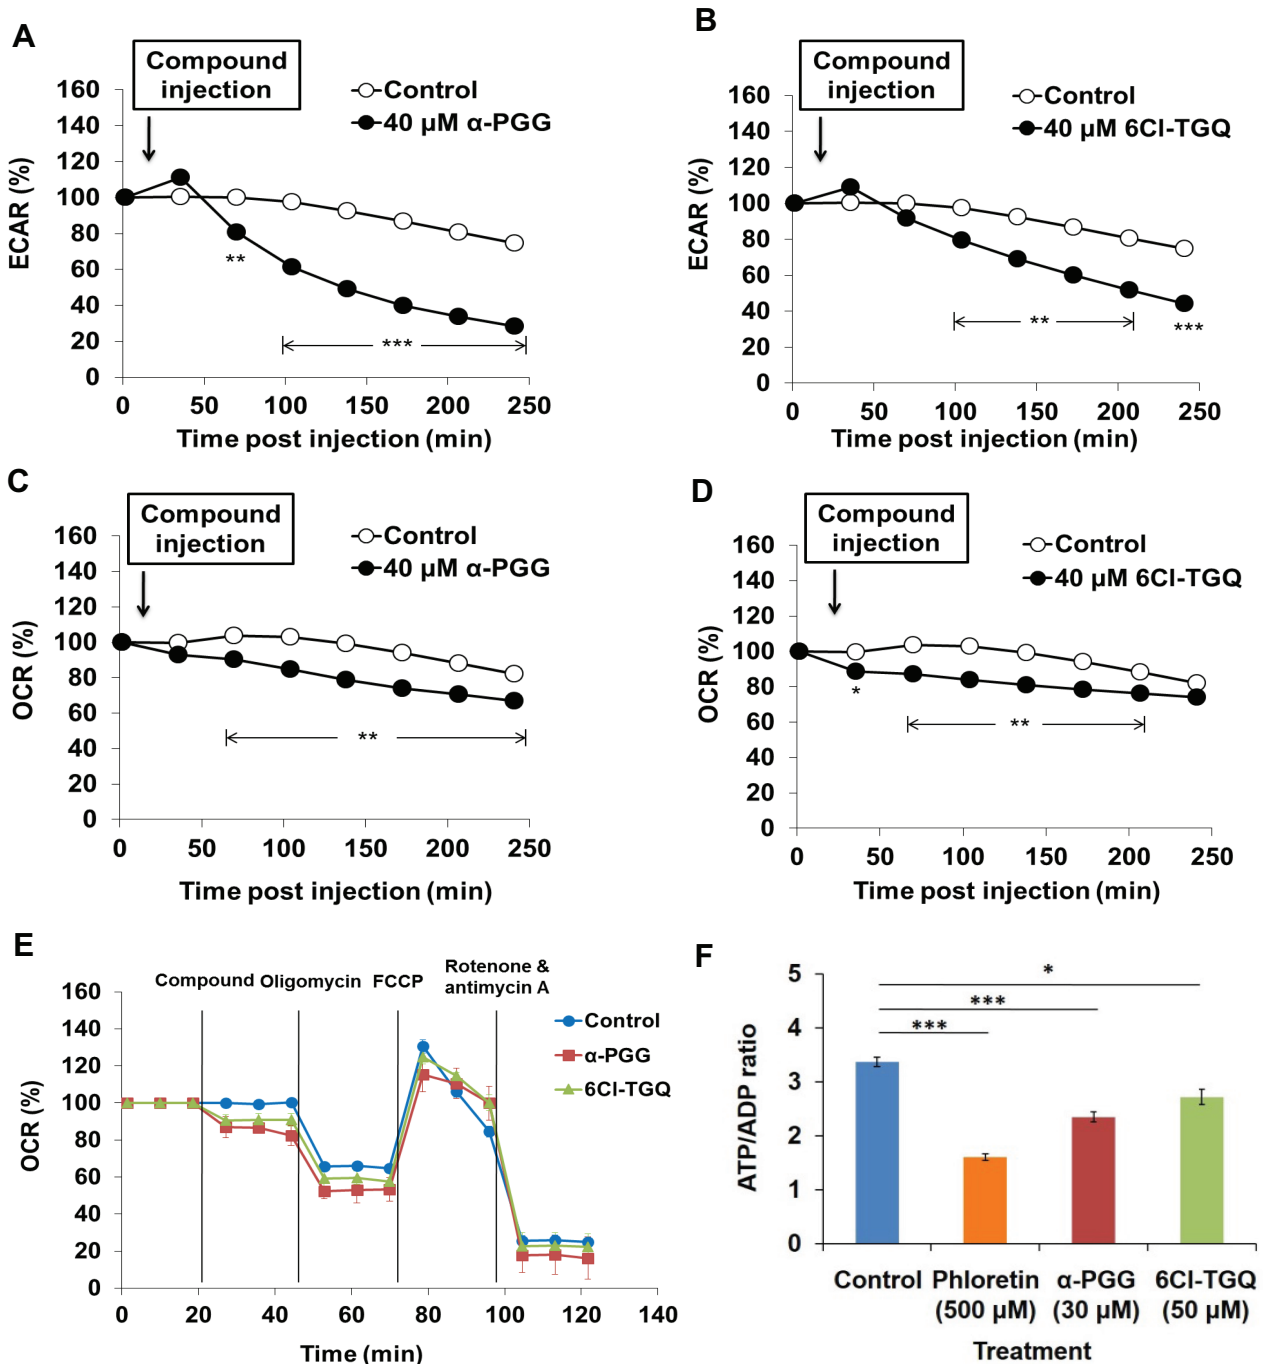 A
Compound
injection
Control
40 µM α-PGG
160
140
120
100
80
60
40
20
0
ECAR (%)
**
***
0 50 100 150 200 250
Time post injection (min)
B
Compound
injection
Control
40 µM 6Cl-TGQ
160
140
120
100
80
60
40
20
0
ECAR (%)
**
***
0 50 100 150 200 250
Time post injection (min)
C
Compound
injection
Control
40 µM α-PGG
160
140
120
100
80
60
40
20
0
OCR (%)
**
0 50 100 150 200 250
Time post injection (min)
D
Compound
injection
Control
40 µM 6Cl-TGQ
160
140
120
100
80
60
40
20
0
OCR (%)
*
**
0 50 100 150 200 250
Time post injection (min)
E
Compound Oligomycin FCCP Rotenone &
antimycin A
Control
α-PGG
6Cl-TGQ
160
140
120
100
80
60
40
20
0
OCR (%)
0 20 40 60 80 100 120 140
Time (min)
F
5
4
3
2
1
0
ATP/ADP ratio
*
***
***
Control Phloretin α-PGG 6Cl-TGQ
(500 µM) (30 µM) (50 µM)
Treatment